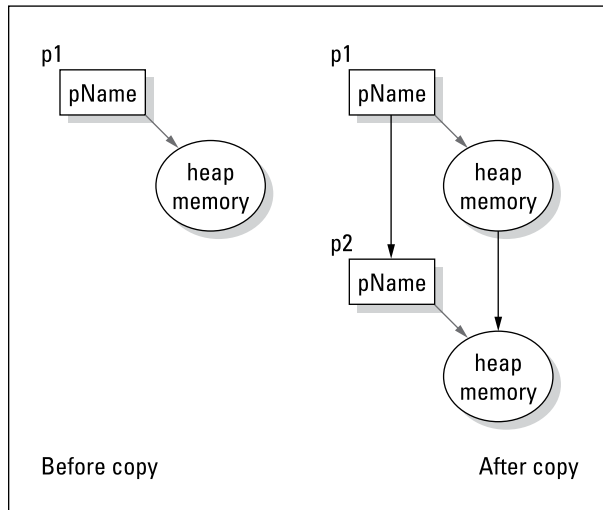 p1
pName
heap
memory
Before copy
p1
pName
heap
memory
p2
pName
heap
memory
After copy